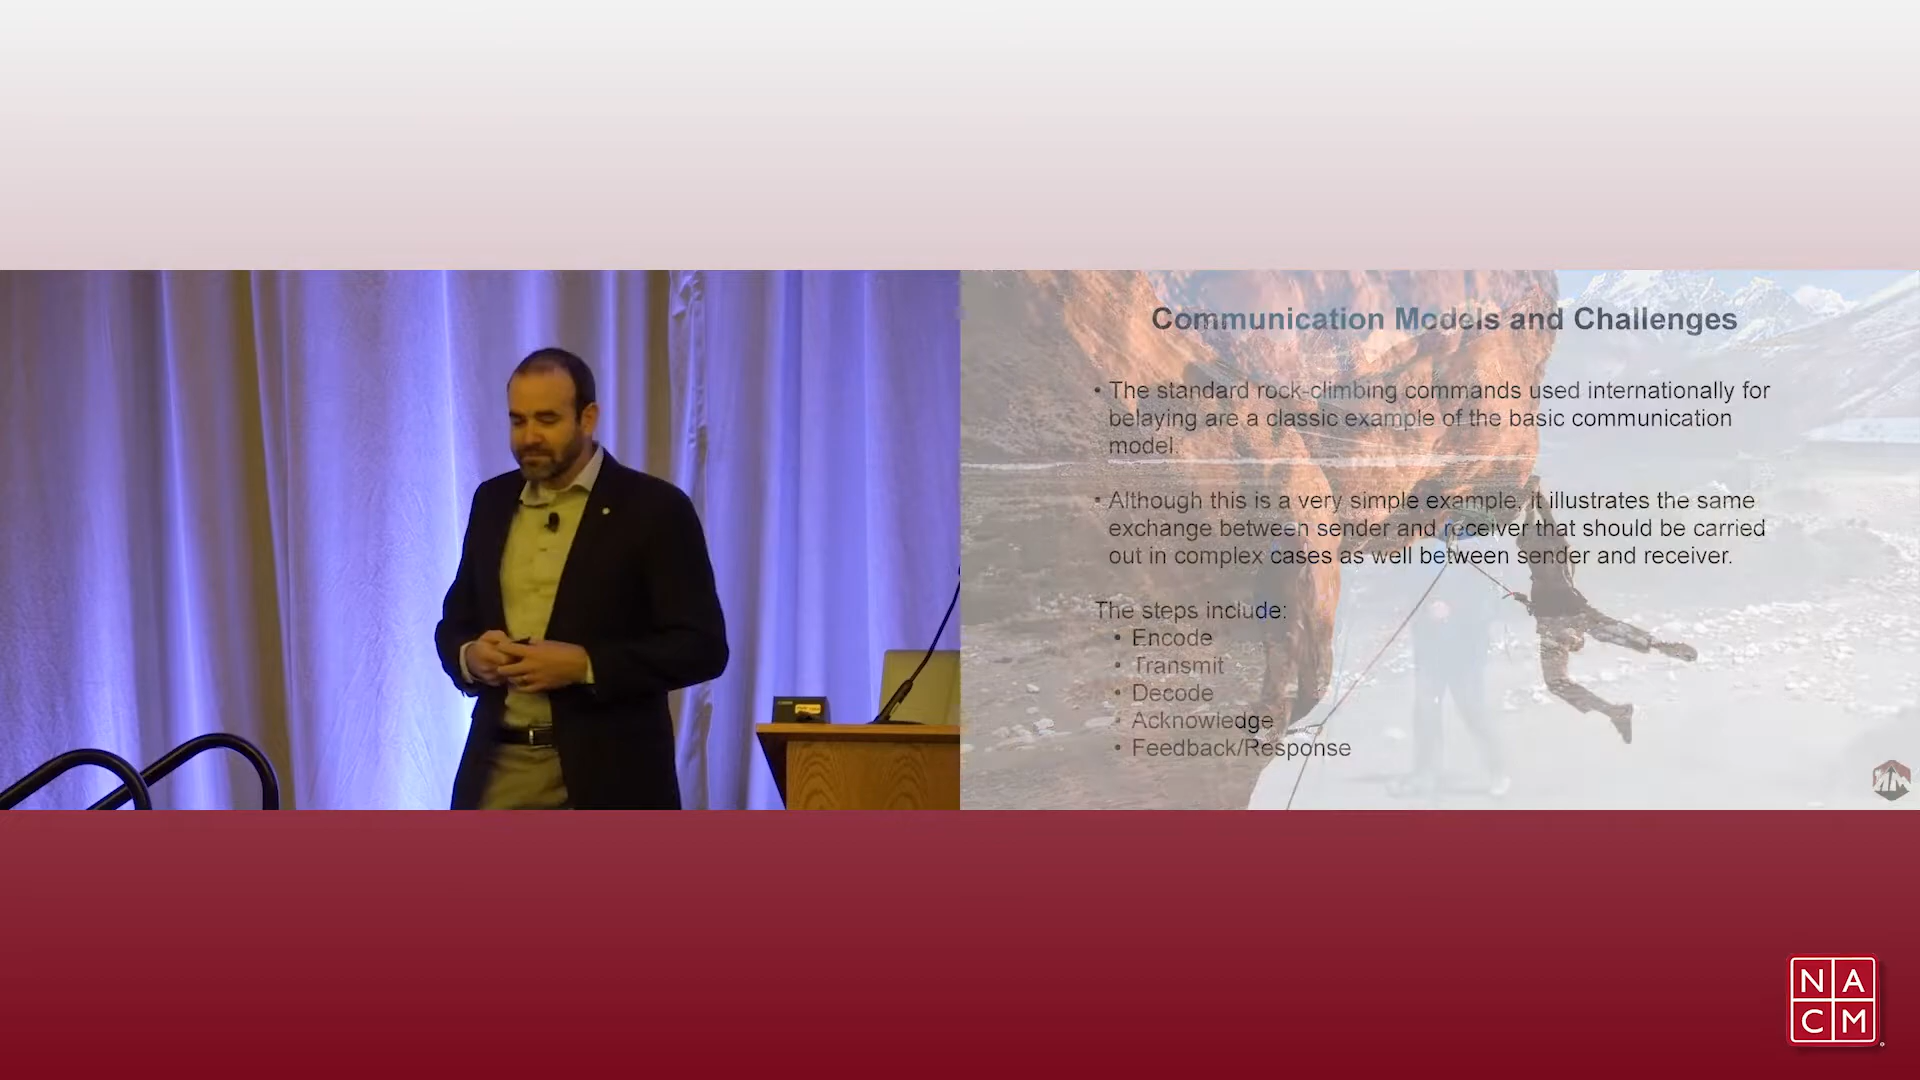 Communication Models and Challenges
• The standard rock-climbing commands used internationally for
belaying are a classic example of the basic communication
model.
• Although this is a very simple example, it illustrates the same
exchange between sender and receiver that should be carried
out in complex cases as well between sender and receiver.
The steps include:
• Encode
• Transmit
• Decode
• Acknowledge
• Feedback/Response
NM
N A
C M